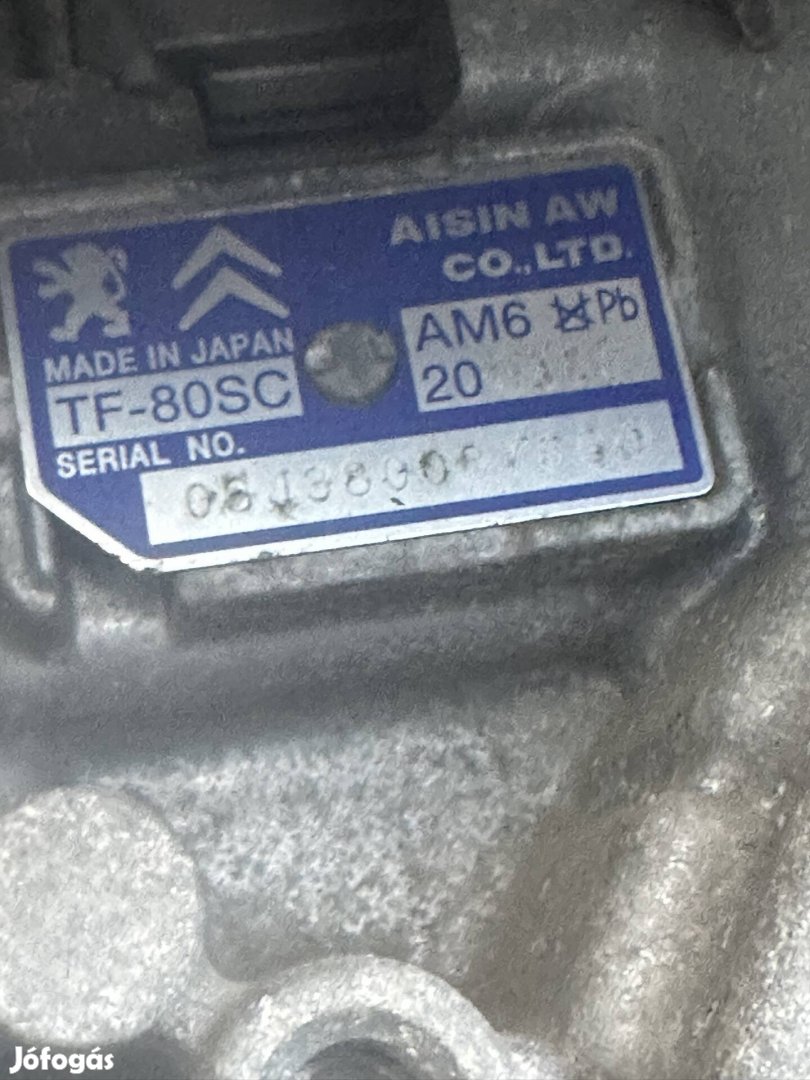 AISIN AW
CO.,LTD.
MADE IN JAPAN
TF-80SC
AM6 Pb
20
SERIAL NO.
Jófogás